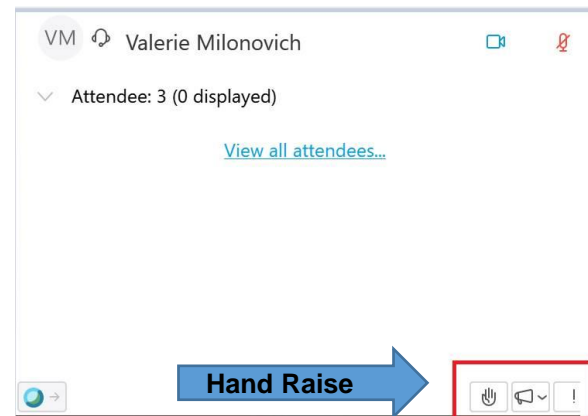 VM Valerie Milonovich
Attendee: 3 (0 displayed)
View all attendees...
Hand Raise
!